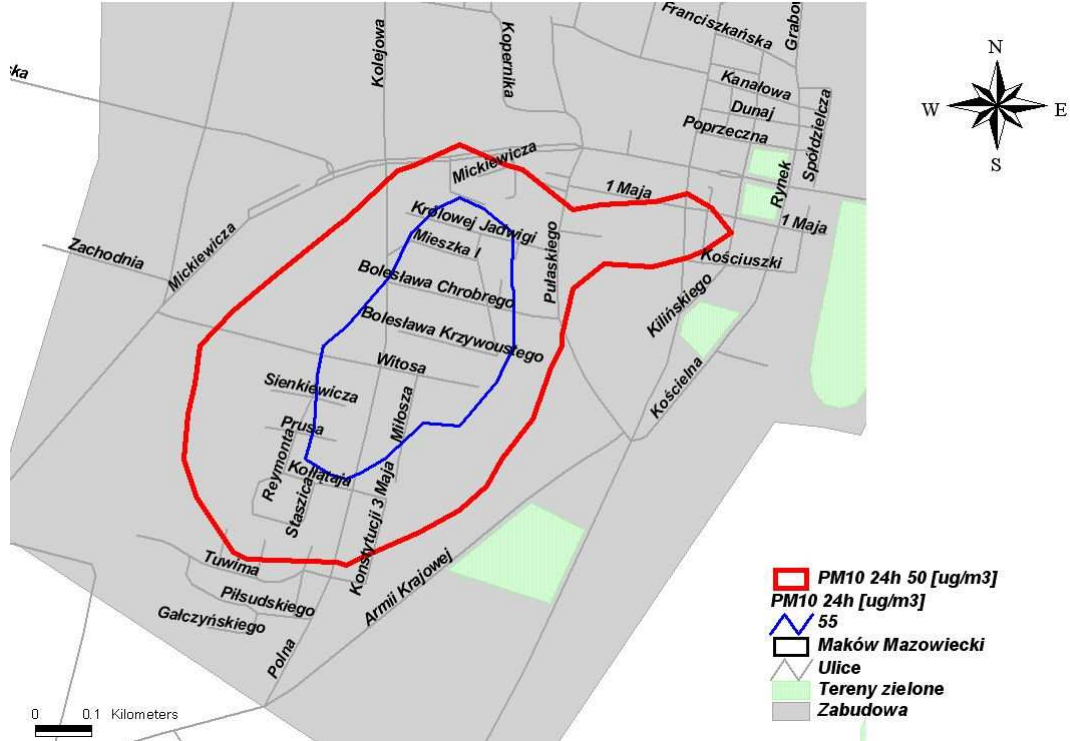 Franciszkańska
Kolejowa
Kopernika
Kanałowa
Dunaj
Poprzeczna
Spółdzielcza
Mickiewicza
1 Maja
Rynek
1 Maja
Królowej Jadwigi
Mieszka I
Pułaskiego
Kościuszki
Zachodnia
Mickiewicza
Bolesława Chrobrego
Kilińskiego
Bolesława Krzywoustego
Witosa
Kościelna
Sienkiewicza
Miłosza
Prusa
Reymonta
Kołłątaja
Staszica
Konstytucji 3 Maja
Tuwima
Armii Krajowej
Piłsudskiego
Gałczyńskiego
Polna
N
W E
S
PM10 24h 50 [ug/m3]
PM10 24h [ug/m3]
55
Maków Mazowiecki
Ulice
Tereny zielone
Zabudowa
0 0.1 Kilometers